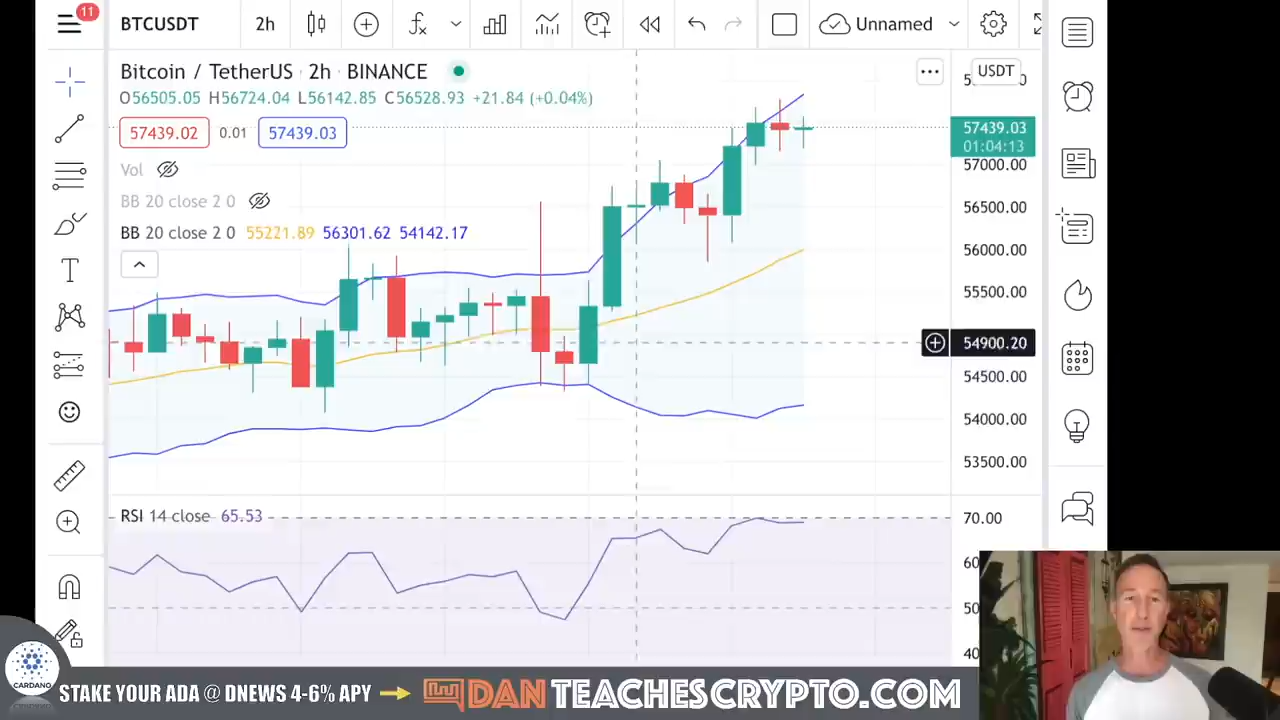 11
BTCUSDT 2h Unnamed
Bitcoin / TetherUS · 2h · BINANCE
USDT
O56505.05 H56724.04 L56142.85 C56528.93 +21.84 (+0.04%)
57439.02 0.01 57439.03
57439.03
01:04:13
Vol
57000.00
BB 20 close 2 0
56500.00
BB 20 close 2 0 55221.89 56301.62 54142.17
56000.00
55500.00
54900.20
54500.00
54000.00
53500.00
RSI 14 close 65.53
70.00
60
50
40
CARDANO
STAKE YOUR ADA @ DNEWS 4-6% APY
DANTEACHESCRYPTO.COM